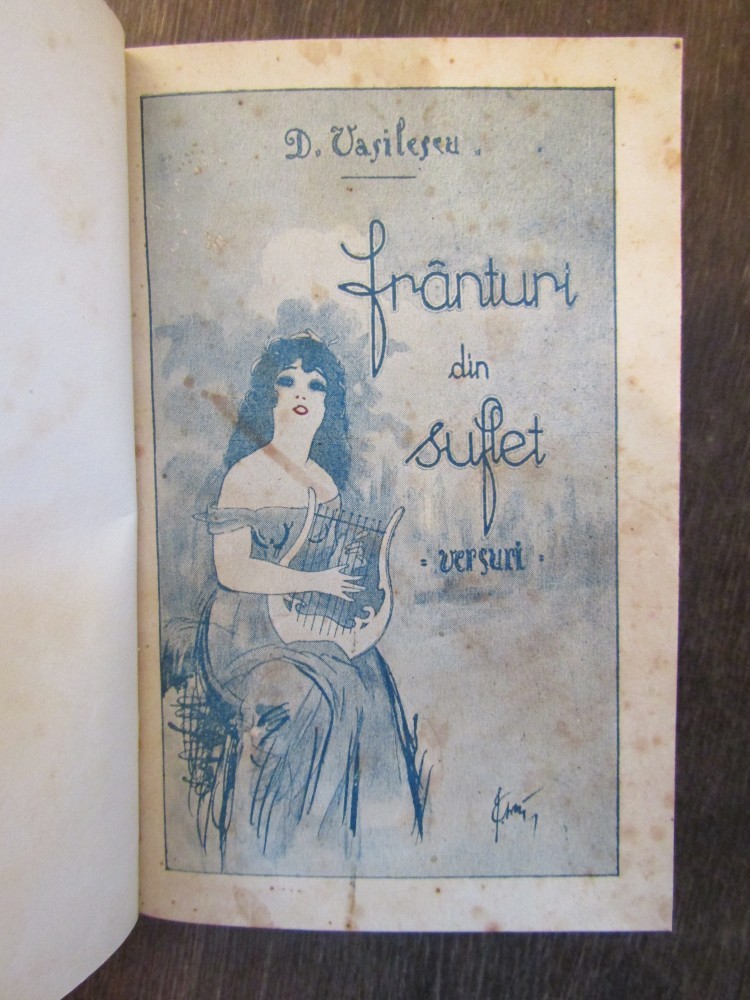 D. Vasilescu
frânturi
din
suflet
versuri